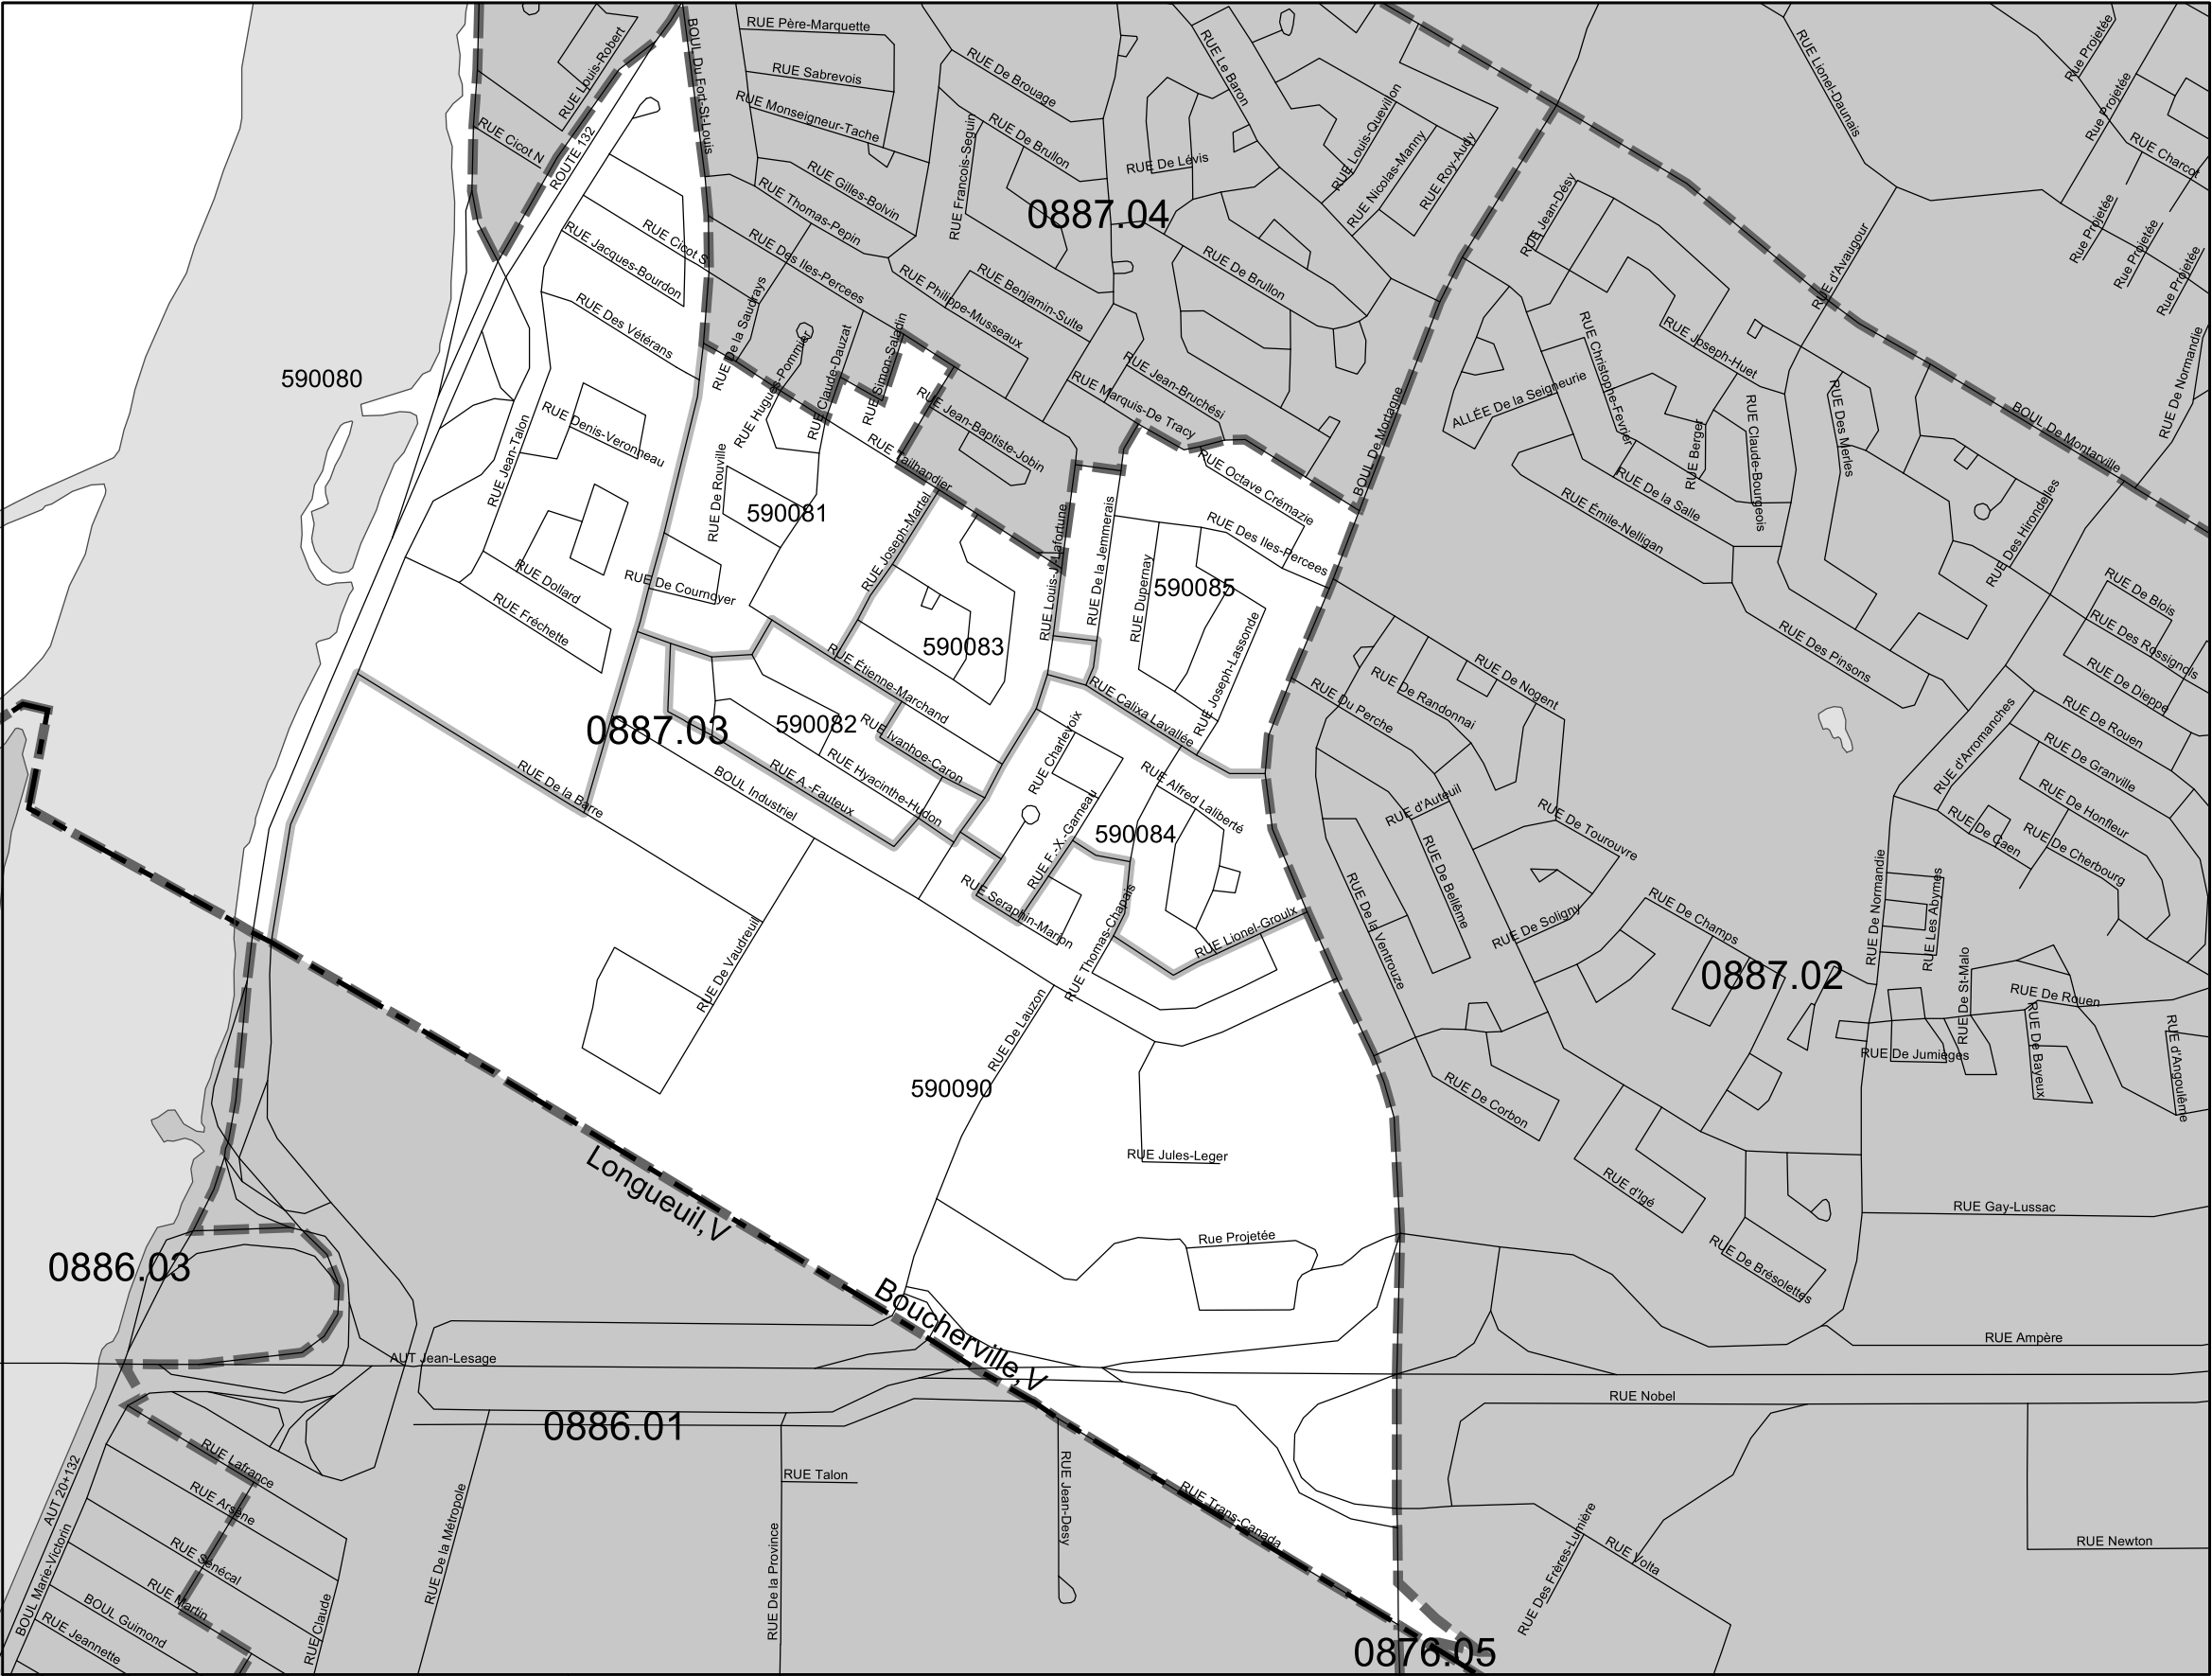 RUE Père-Marquette
RUE Louis-Robert
BOUL Du Fort-St-Louis
RUE Sabrevois
RUE De Brouage
RUE Le Baron
RUE Lionel-Daunais
Rue Projetée
Rue Projetée
RUE Monseigneur-Tache
RUE Cicot N
ROUTE 132
RUE De Brullon
RUE Francois-Seguin
RUE De Lévis
RUE Louis-Quevillon
RUE Nicolas-Manny
RUE Roy-Audy
RUE Charcot
RUE Gilles-Bolvin
RUE Thomas-Pepin
0887.04
RUE Jean-Désy
Rue Projetée
Rue Projetée
Rue Projetée
RUE Cicot S
RUE Jacques-Bourdon
RUE Des Iles-Percees
RUE De Brullon
RUE d'Avaugour
RUE Philippe-Musseaux
RUE Benjamin-Sulte
RUE Des Vétérans
RUE De la Saudrays
RUE Hugues-Pommier
RUE Claude-Dauzat
RUE Simon-Saladin
RUE Christophe-Fevrier
RUE Joseph-Huet
RUE De Normandie
590080
RUE Jean-Bruchési
RUE Marquis-De Tracy
ALLÉE De la Seigneurie
RUE Jean-Baptiste-Jobin
BOUL De Mortagne
RUE Berger
RUE Claude-Bourgeois
RUE Des Merles
BOUL De Montarville
RUE Denis-Veronneau
RUE Jean-Talon
RUE De Rouville
RUE Tailhandier
RUE Octave Crémazie
RUE De la Salle
RUE Émile-Nelligan
590081
RUE Joseph-Martel
RUE Louis-J-Lafortune
RUE De la Jemmerais
RUE Des Iles-Percees
RUE Des Hirondelles
RUE Dollard
RUE De Cournoyer
RUE Fréchette
590085
RUE Dupernay
RUE De Blois
RUE Des Rossignols
RUE De Dieppe
590083
RUE Étienne-Marchand
RUE Joseph-Lassonde
RUE Des Pinsons
RUE De Nogent
RUE De Randonnai
RUE Du Perche
RUE Calixa Lavallée
0887.03
590082
RUE Ivanhoe-Caron
RUE Charlevoix
RUE De Rouen
RUE d'Arromanches
RUE De Granville
RUE De la Barre
BOUL Industriel
RUE A.-Fauteux
RUE Hyacinthe-Hudon
RUE F.-X.-Garneau
RUE Alfred Laliberté
590084
RUE d'Auteuil
RUE De Tourouvre
RUE De Honfleur
RUE De Caen
RUE De Cherbourg
RUE De Bellême
RUE De la Ventrouze
RUE Seraphin-Marion
RUE Thomas-Chapais
RUE Lionel-Groulx
RUE De Soligny
RUE De Champs
RUE De Normandie
RUE Les Abymes
RUE De Vaudreuil
0887.02
RUE De St-Malo
RUE De Rouen
RUE De Lauzon
RUE De Jumièges
RUE De Bayeux
RUE d'Angoulême
590090
RUE De Corbon
RUE Jules-Leger
Longueuil,V
RUE d'Igé
RUE Gay-Lussac
Rue Projetée
RUE De Brésolettes
0886.03
Boucherville,V
RUE Ampère
AUT Jean-Lesage
RUE Nobel
0886.01
RUE Lafrance
RUE Talon
RUE Jean-Desy
RUE Trans-Canada
AUT 20+132
RUE Arsène
RUE De la Métropole
RUE De la Province
RUE Des Frères-Lumière
RUE Volta
RUE Newton
BOUL Marie-Victorin
RUE Sénécal
RUE Martin
BOUL Guimond
RUE Jeannette
RUE Claude
0876.05